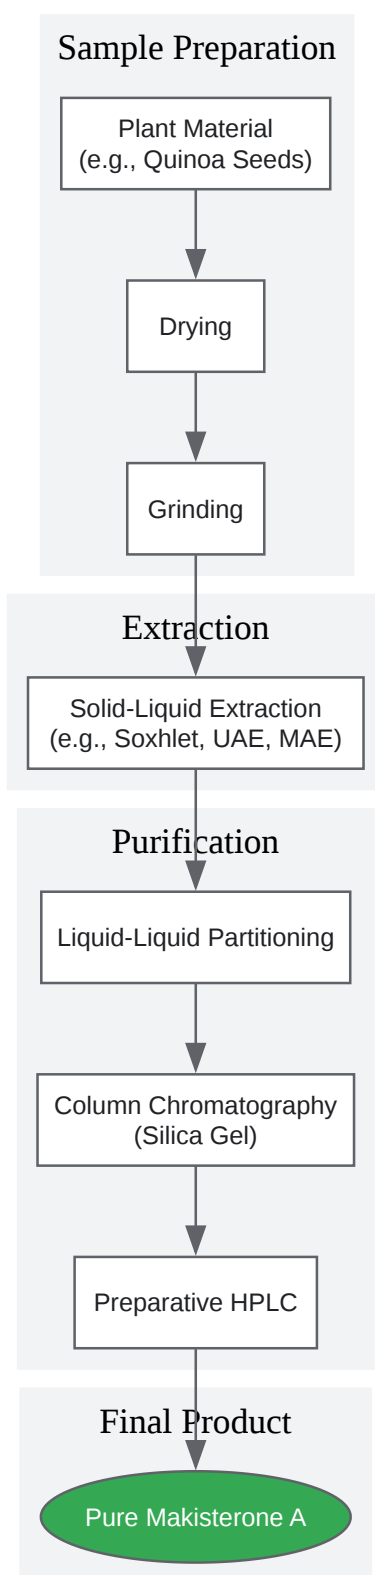 Sample Preparation
Plant Material
(e.g., Quinoa Seeds)
Drying
Grinding
Extraction
Solid-Liquid Extraction
(e.g., Soxhlet, UAE, MAE)
Purification
Liquid-Liquid Partitioning
Column Chromatography
(Silica Gel)
Preparative HPLC
Final Product
Pure Makisterone A